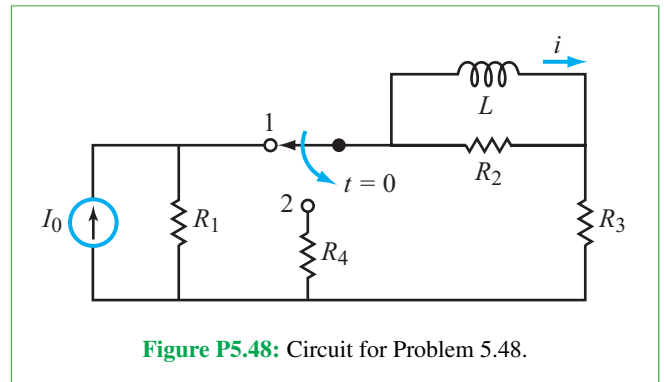 i
L
1
R2
t = 0
I0
R1
2
R3
R4
Figure P5.48: Circuit for Problem 5.48.